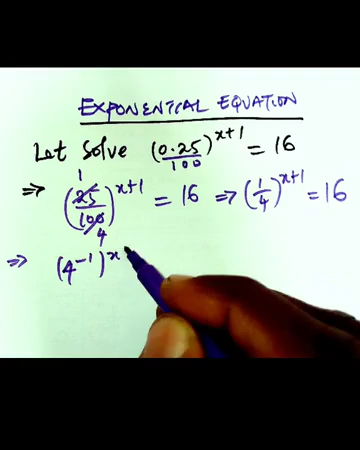 EXPONENTIAL EQUATION
Let Solve (0.25/100)^(x+1) = 16
⇒ (25/100)^(x+1) = 16 ⇒ (1/4)^(x+1) = 16
1
4
⇒ (4^-1)^x